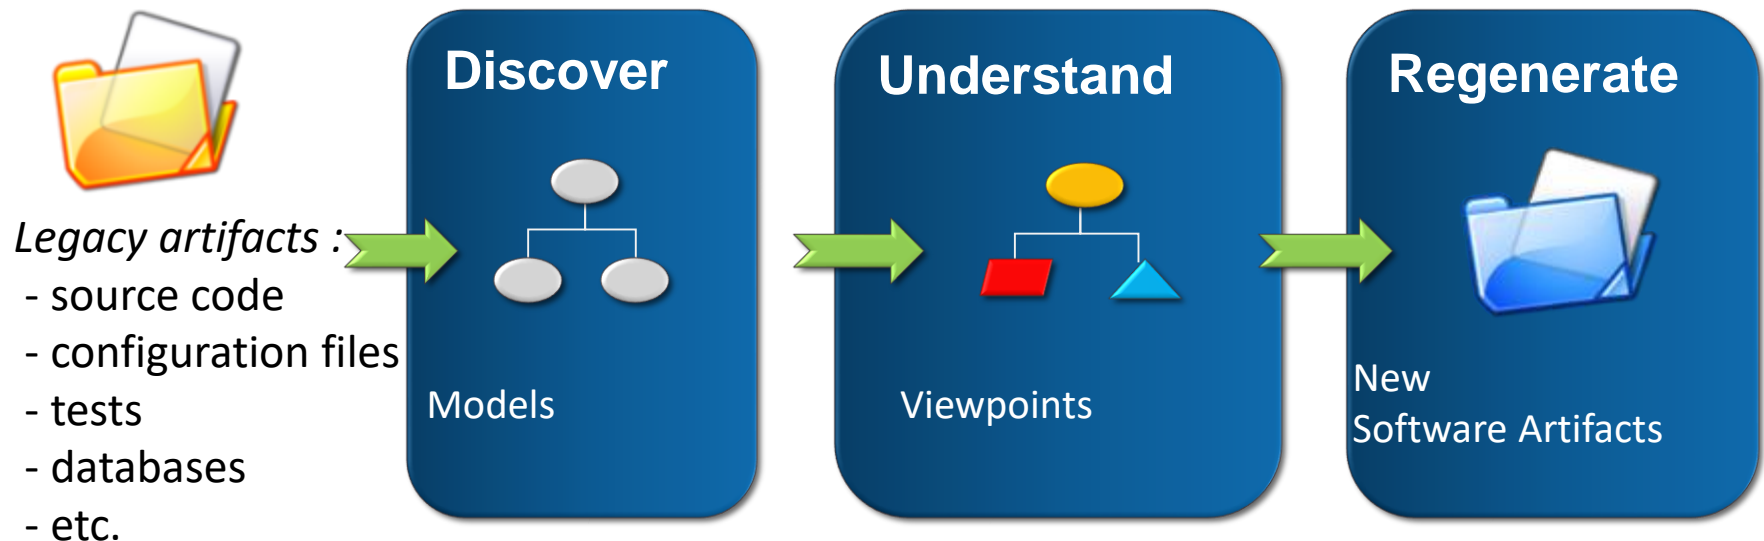 Legacy artifacts :
- source code
- configuration files
- tests
- databases
- etc.
Discover
Models
Understand
Viewpoints
Regenerate
New
Software Artifacts